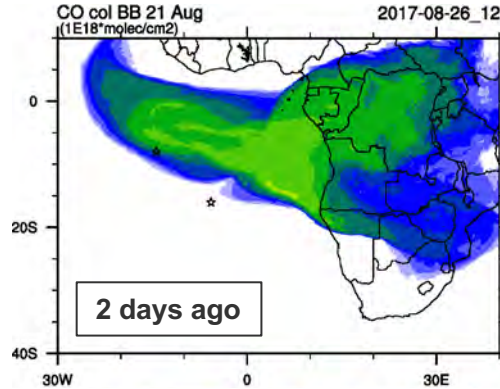 CO col BB 21 Aug 2017-08-26_12
(1E18*molec/cm2)
0
20S
2 days ago
40S
30W 0 30E